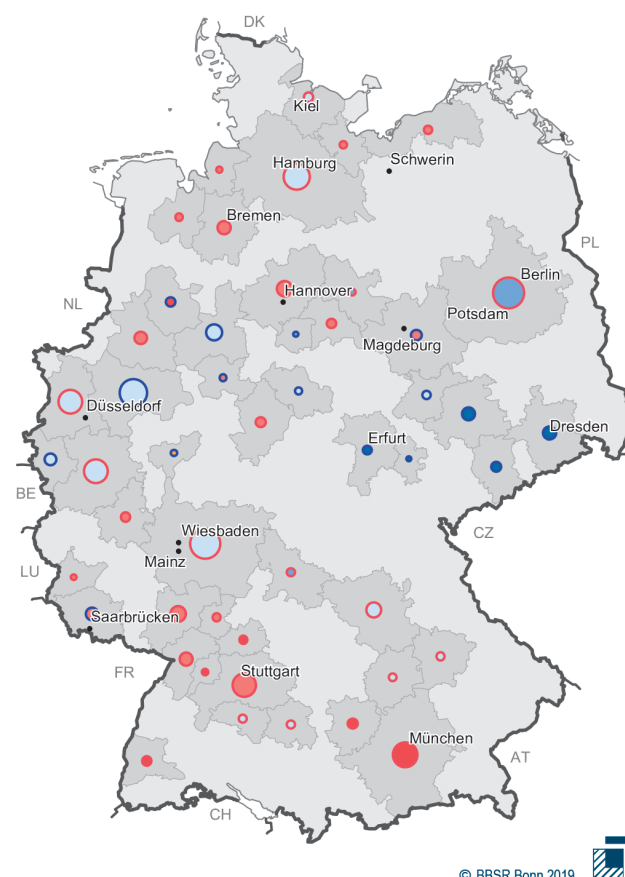 DK
Kiel
Schwerin
Hamburg
Bremen
PL
Berlin
NL
Hannover
Potsdam
Magdeburg
Düsseldorf
Dresden
Erfurt
BE
Wiesbaden
CZ
Mainz
LU
Saarbrücken
FR
Stuttgart
München
AT
CH
© BBSR Bonn 2019